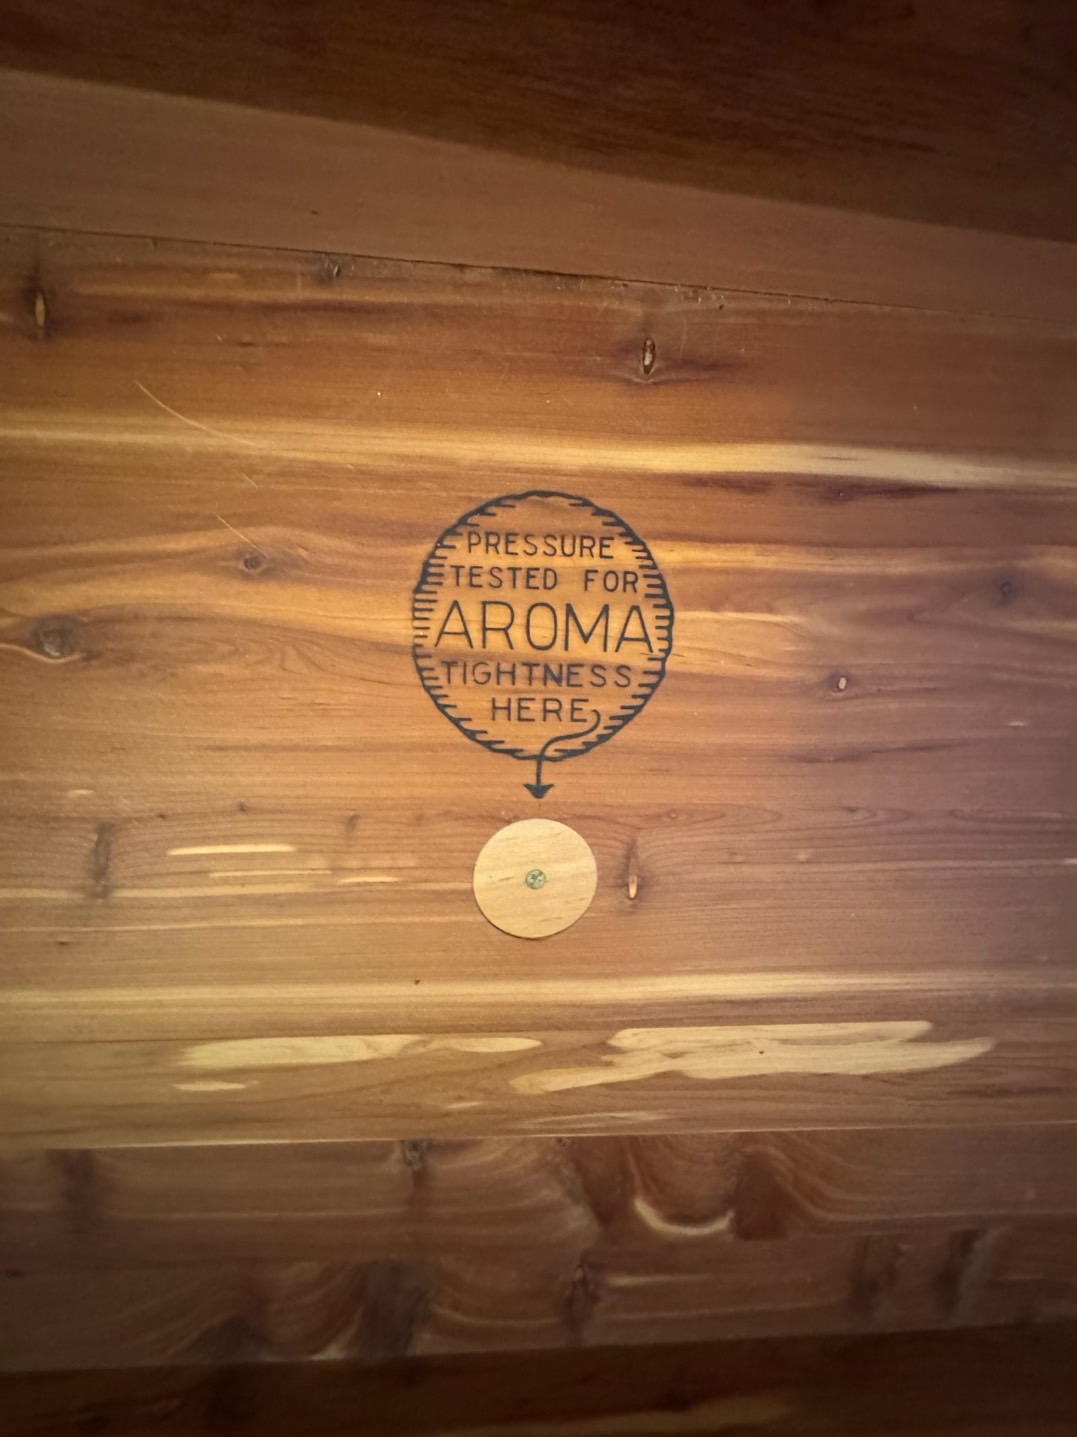 PRESSURE
TESTED FOR
AROMA
TIGHTNESS
HERE